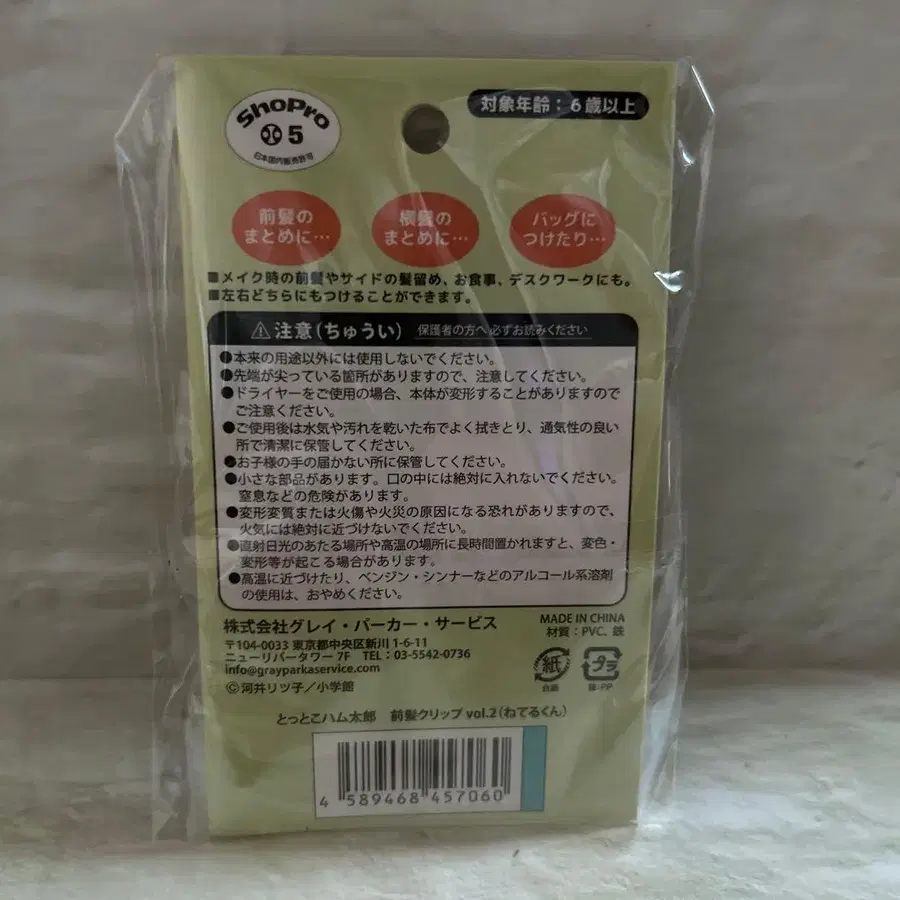 ShoPro
5
日本国内販売許可
対象年齢：6歳以上
前髪の
まとめに…
横髪の
まとめに…
バッグに
つけたり…
■メイク時の前髪やサイドの髪留め、お食事、デスクワークにも。
■左右どちらにもつけることができます。
注意（ちゅうい） 保護者の方へ 必ずお読みください
●本来の用途以外には使用しないでください。
●先端が尖っている箇所がありますので、注意してください。
●ドライヤーをご使用の場合、本体が変形することがありますので
ご注意ください。
●ご使用後は水気や汚れを乾いた布でよく拭きとり、通気性の良い
所で清潔に保管してください。
●お子様の手の届かない所に保管してください。
●小さな部品があります。口の中には絶対に入れないでください。
窒息などの危険があります。
●変形変質または火傷や火災の原因になる恐れがありますので、
火気には絶対に近づけないでください。
●直射日光のあたる場所や高温の場所に長時間置かれますと、変色・
変形等が起こる場合があります。
●高温に近づけたり、ベンジン・シンナーなどのアルコール系溶剤
の使用は、おやめください。
株式会社グレイ・パーカー・サービス
〒104-0033 東京都中央区新川 1-6-11
ニューリバータワー 7F TEL：03-5542-0736
info@grayparkaservice.com
©河井リツ子／小学館
MADE IN CHINA
材質：PVC、鉄
紙
台紙
プラ
袋:PP
とっとこハム太郎 前髪クリップ vol.2（ねてるくん）
4 589468 457060